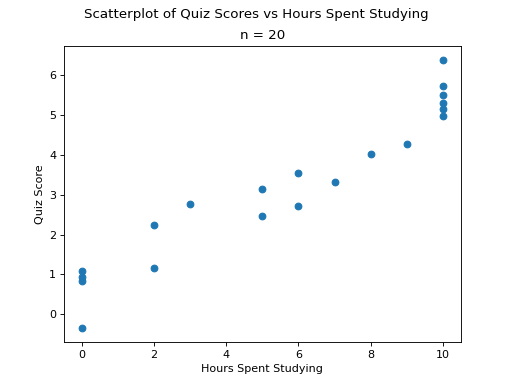 Scatterplot of Quiz Scores vs Hours Spent Studying
n = 20
6
5
4
3
2
1
0
Quiz Score
0 2 4 6 8 10
Hours Spent Studying